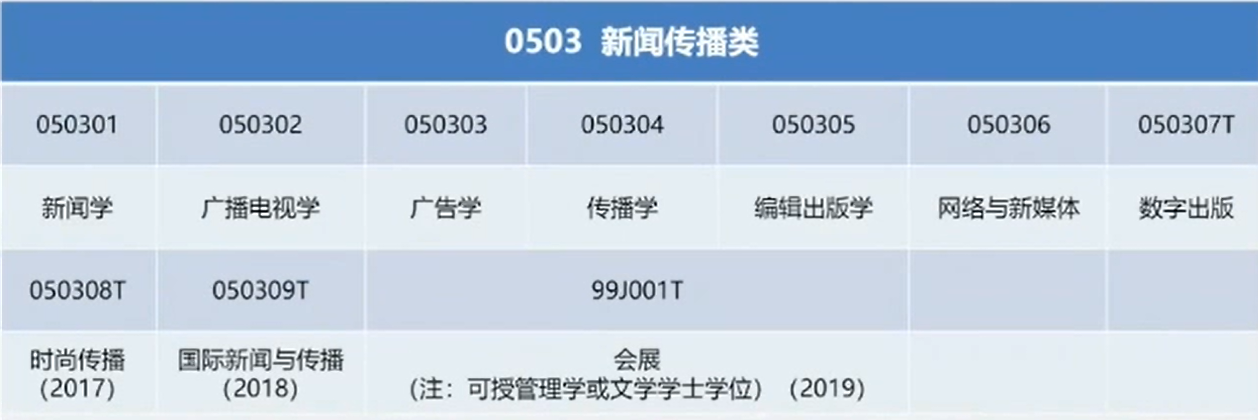 0503 新闻传播类
050301 050302 050303 050304 050305 050306 050307T
新闻学 广播电视学 广告学 传播学 编辑出版学 网络与新媒体 数字出版
050308T 050309T 99J001T
时尚传播 国际新闻与传播 会展
（2017） （2018） （注：可授管理学或文学学士学位）（2019）